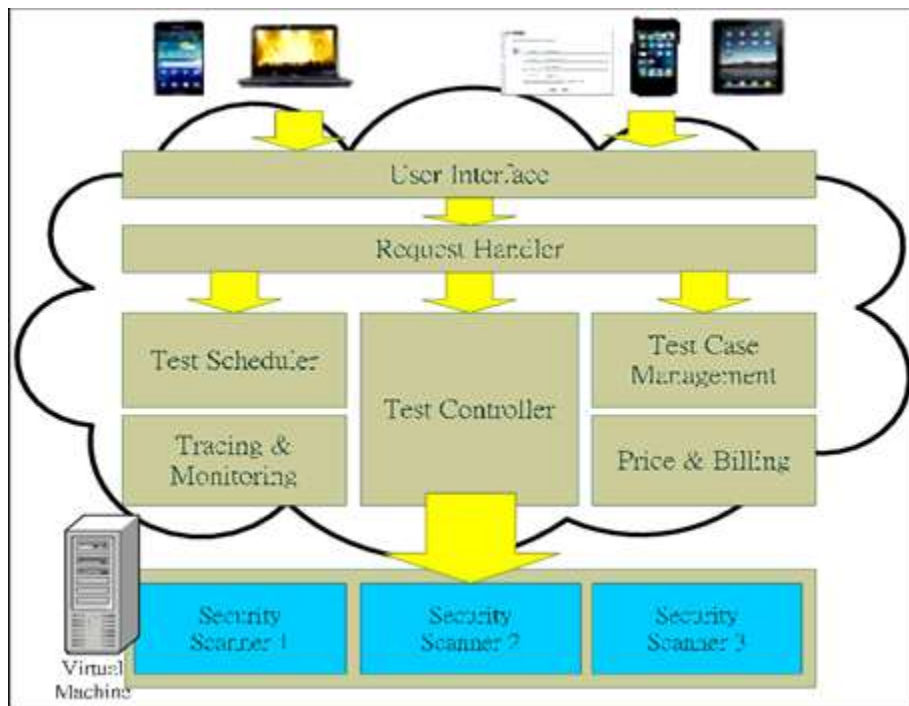 User Interface
Request Handler
Test Scheduler
Test Controller
Test Case
Management
Tracing &
Monitoring
Price & Billing
Security
Scanner 1
Security
Scanner 2
Security
Scanner 3
Virtual
Machine